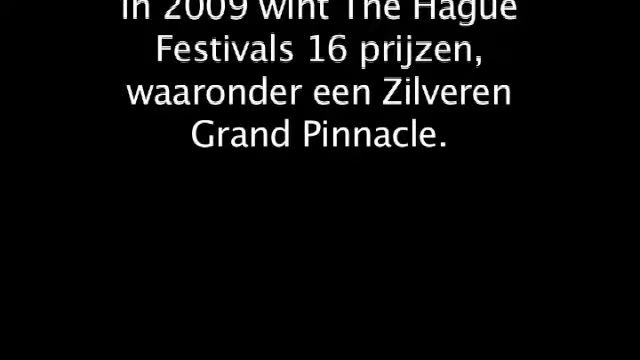 In 2009 wint The Hague
Festivals 16 prijzen,
waaronder een Zilveren
Grand Pinnacle.